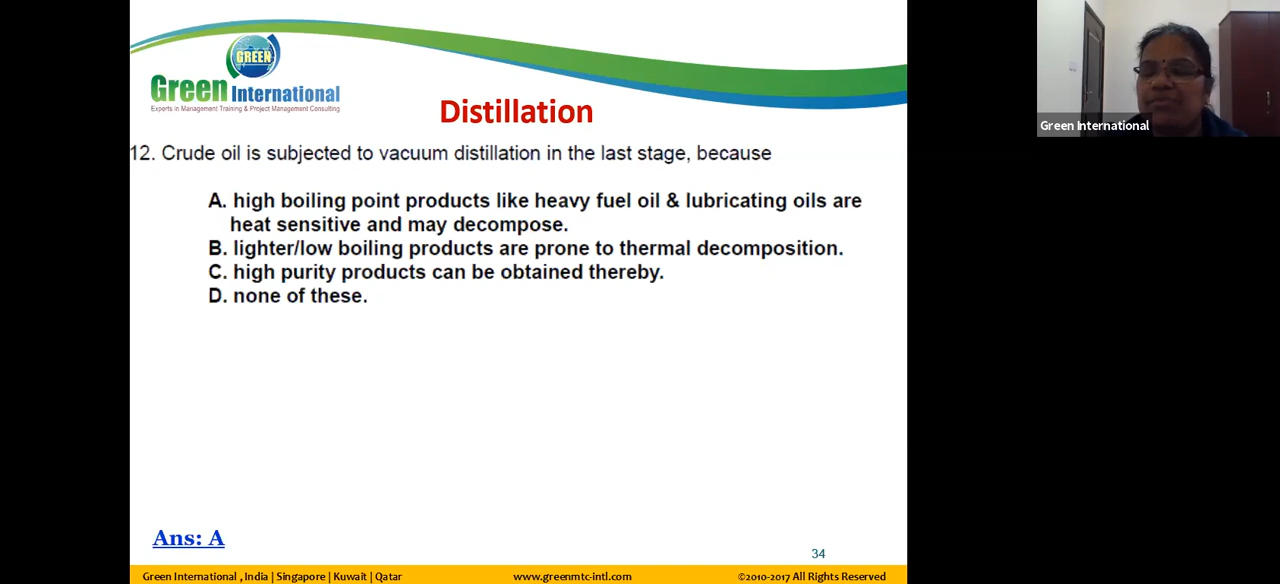 GREEN
Green International
Experts in Management Training & Project Management Consulting
Distillation
12. Crude oil is subjected to vacuum distillation in the last stage, because
A. high boiling point products like heavy fuel oil & lubricating oils are
heat sensitive and may decompose.
B. lighter/low boiling products are prone to thermal decomposition.
C. high purity products can be obtained thereby.
D. none of these.
Ans: A
34
Green International , India | Singapore | Kuwait | Qatar
www.greenmtc-intl.com
©2010-2017 All Rights Reserved
Green International